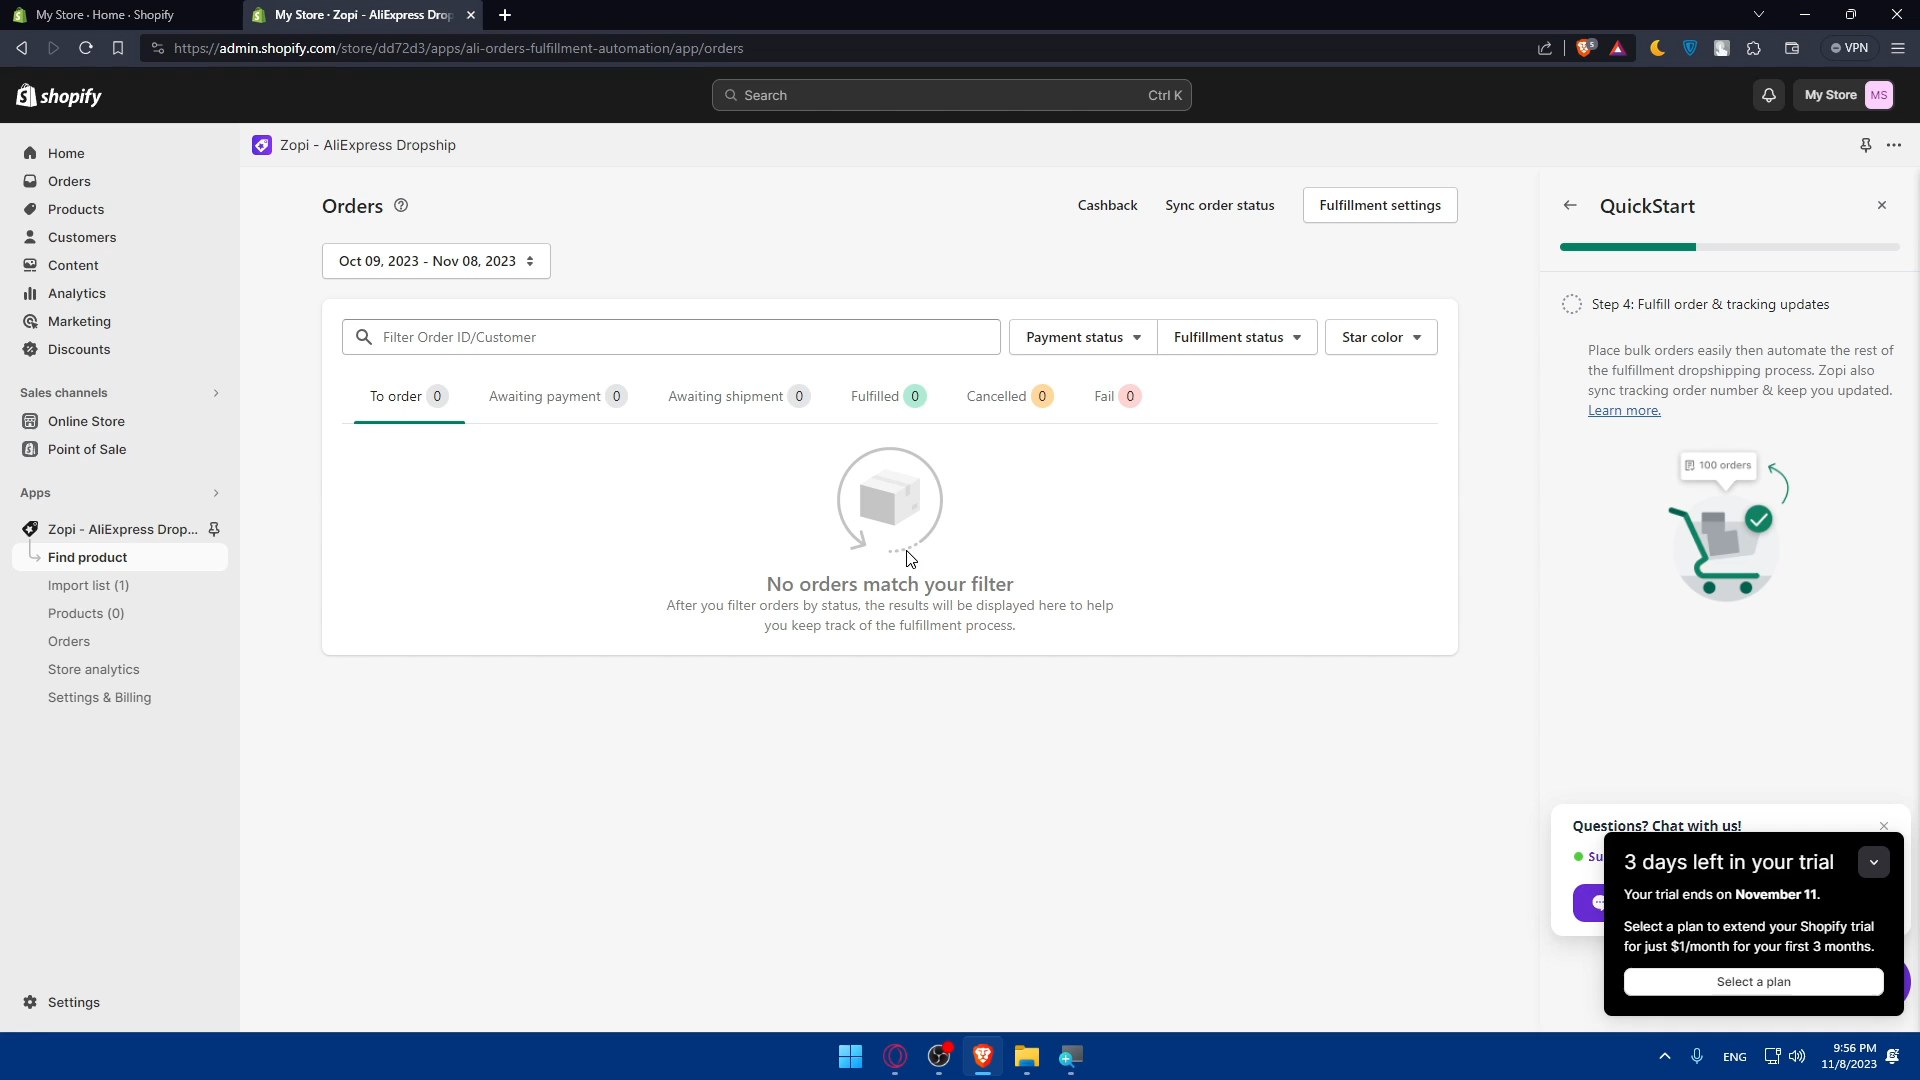 My Store · Home · Shopify
My Store · Zopi - AliExpress Drop
https://admin.shopify.com/store/dd72d3/apps/ali-orders-fulfillment-automation/app/orders
5
VPN
shopify
Search
Ctrl K
My Store
MS
Home
Orders
Products
Customers
Content
Analytics
Marketing
Discounts
Sales channels
Online Store
Point of Sale
Apps
Zopi - AliExpress Drop...
Find product
Import list (1)
Products (0)
Orders
Store analytics
Settings & Billing
Settings
Zopi - AliExpress Dropship
Orders
Cashback
Sync order status
Fulfillment settings
Oct 09, 2023 - Nov 08, 2023
Filter Order ID/Customer
Payment status
Fulfillment status
Star color
To order 0
Awaiting payment 0
Awaiting shipment 0
Fulfilled 0
Cancelled 0
Fail 0
No orders match your filter
After you filter orders by status, the results will be displayed here to help
you keep track of the fulfillment process.
QuickStart
Step 4: Fulfill order & tracking updates
Place bulk orders easily then automate the rest of
the fulfillment dropshipping process. Zopi also
sync tracking order number & keep you updated.
Learn more.
100 orders
Questions? Chat with us!
Su
3 days left in your trial
Your trial ends on November 11.
Select a plan to extend your Shopify trial
for just $1/month for your first 3 months.
Select a plan
ENG
9:56 PM
11/8/2023